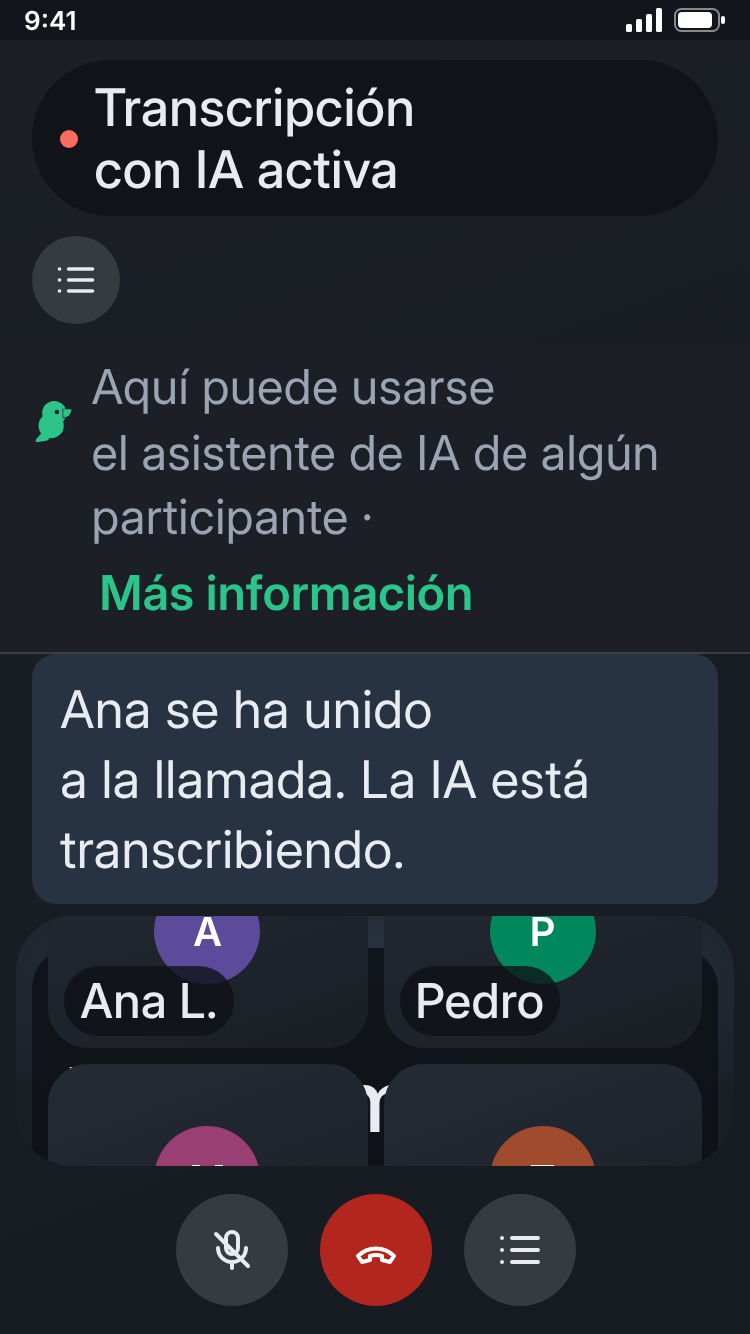 9:41
Transcripción
con IA activa
Aquí puede usarse
el asistente de IA de algún
participante ·
Más información
Ana se ha unido
a la llamada. La IA está
transcribiendo.
A
P
Ana L.
Pedro